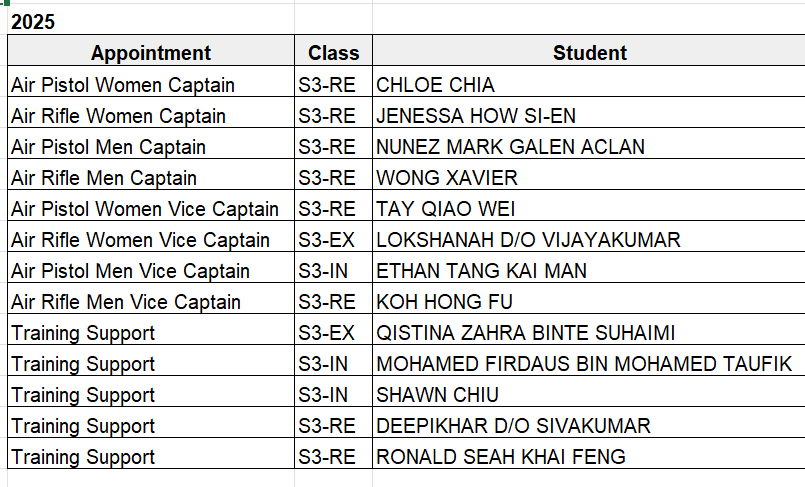 2025
Appointment Class Student
Air Pistol Women Captain S3-RE CHLOE CHIA
Air Rifle Women Captain S3-RE JENESSA HOW SI-EN
Air Pistol Men Captain S3-RE NUNEZ MARK GALEN ACLAN
Air Rifle Men Captain S3-RE WONG XAVIER
Air Pistol Women Vice Captain S3-RE TAY QIAO WEI
Air Rifle Women Vice Captain S3-EX LOKSHANAH D/O VIJAYAKUMAR
Air Pistol Men Vice Captain S3-IN ETHAN TANG KAI MAN
Air Rifle Men Vice Captain S3-RE KOH HONG FU
Training Support S3-EX QISTINA ZAHRA BINTE SUHAIMI
Training Support S3-IN MOHAMED FIRDAUS BIN MOHAMED TAUFIK
Training Support S3-IN SHAWN CHIU
Training Support S3-RE DEEPIKHAR D/O SIVAKUMAR
Training Support S3-RE RONALD SEAH KHAI FENG